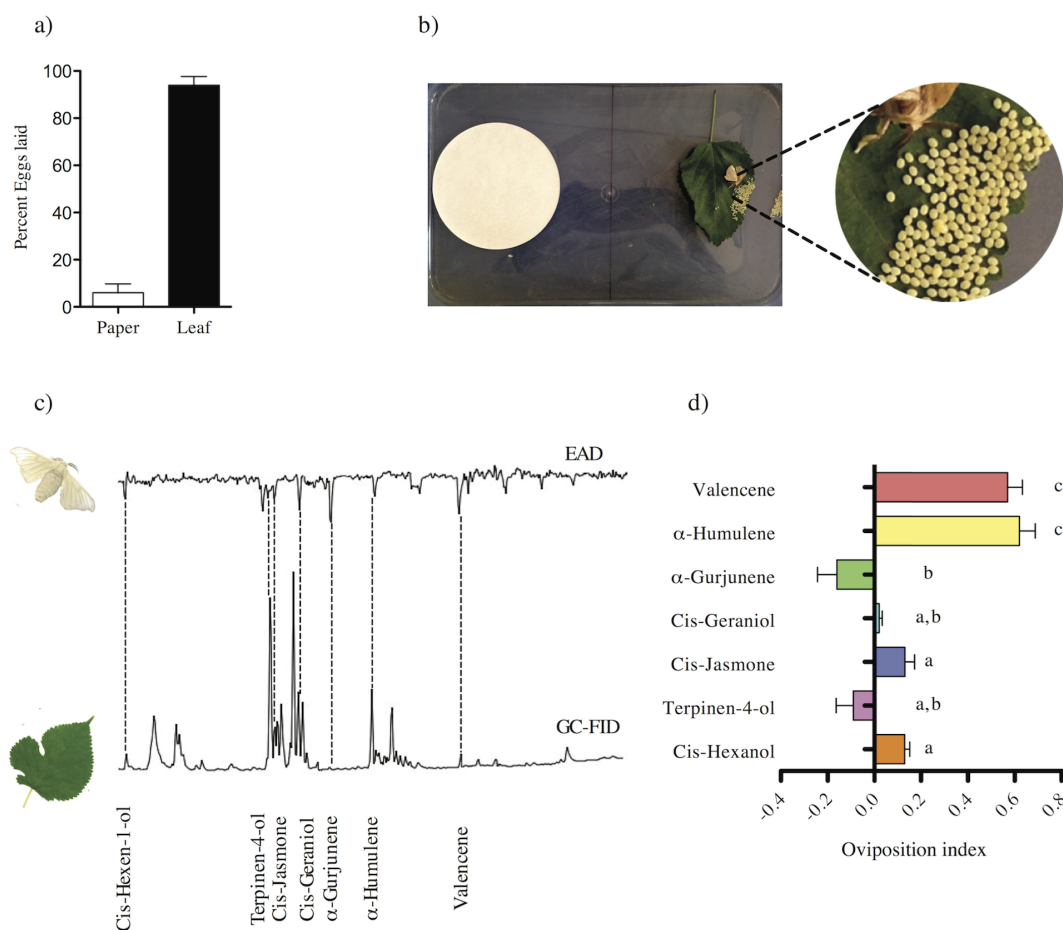 a)
Percent Eggs laid
100
80
60
40
20
0
Paper
Leaf
b)
c)
EAD
GC-FID
Cis-Hexen-1-ol
Terpinen-4-ol
Cis-Jasmone
Cis-Geraniol
α-Gurjunene
α-Humulene
Valencene
d)
Valencene c
α-Humulene c
α-Gurjunene b
Cis-Geraniol a,b
Cis-Jasmone a
Terpinen-4-ol a,b
Cis-Hexanol a
-0.4 -0.2 0.0 0.2 0.4 0.6 0.8
Oviposition index